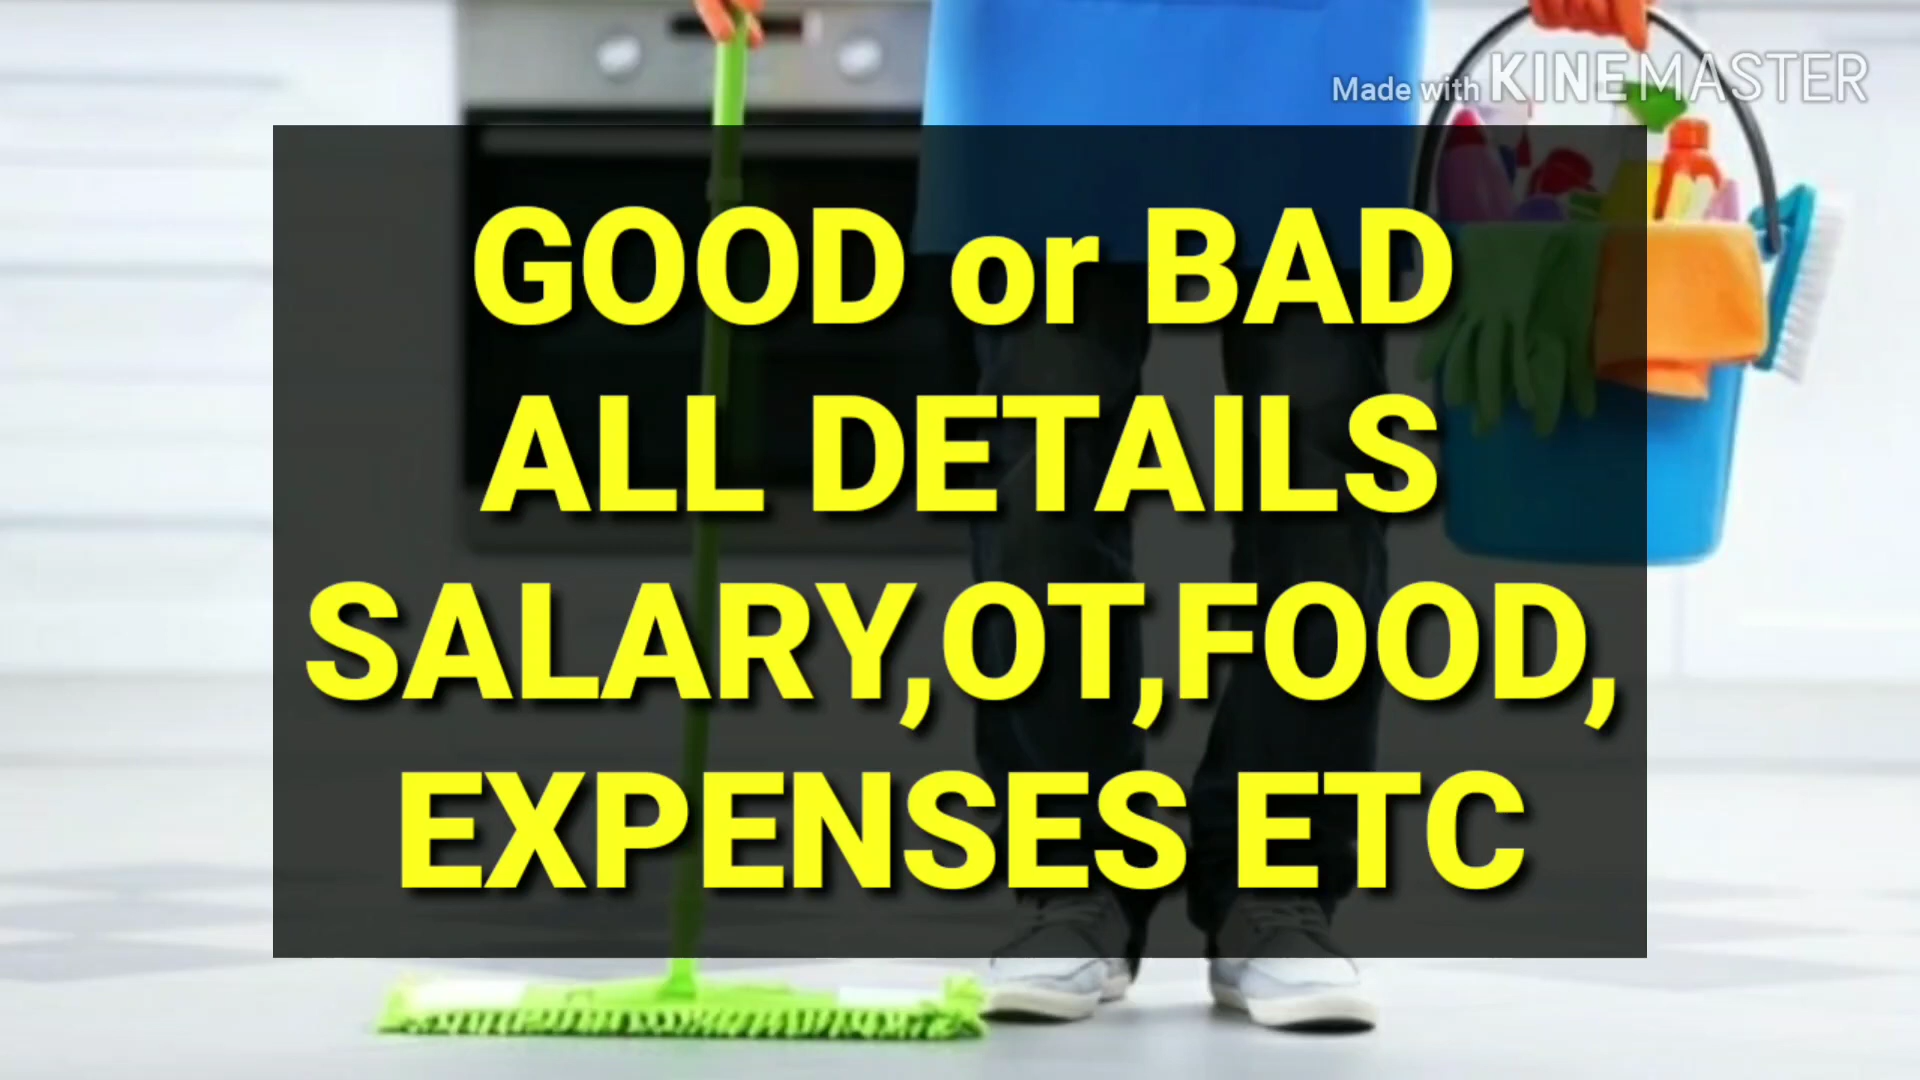 Made with KINEMASTER
GOOD or BAD
ALL DETAILS
SALARY,OT,FOOD,
EXPENSES ETC